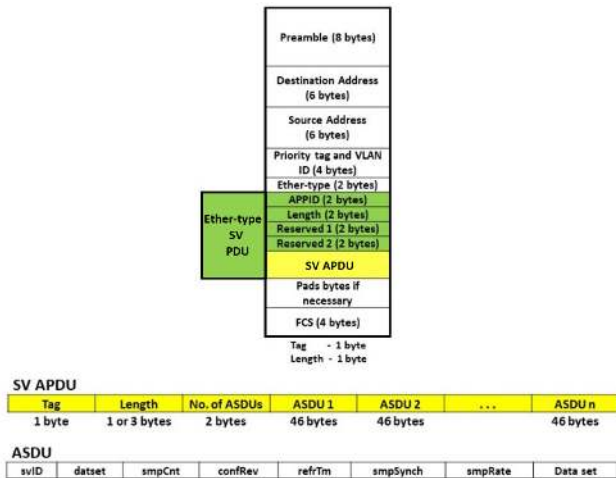 Preamble (8 bytes)
Destination Address
(6 bytes)
Source Address
(6 bytes)
Priority tag and VLAN
ID (4 bytes)
Ether-type (2 bytes)
Ether-type
SV
PDU
APPID (2 bytes)
Length (2 bytes)
Reserved 1 (2 bytes)
Reserved 2 (2 bytes)
SV APDU
Pads bytes if
necessary
FCS (4 bytes)
Tag - 1 byte
Length - 1 byte
SV APDU
Tag Length No. of ASDUs ASDU 1 ASDU 2 ... ASDU n
1 byte 1 or 3 bytes 2 bytes 46 bytes 46 bytes 46 bytes
ASDU
svID datset smpCnt confRev refrTm smpSynch smpRate Data set